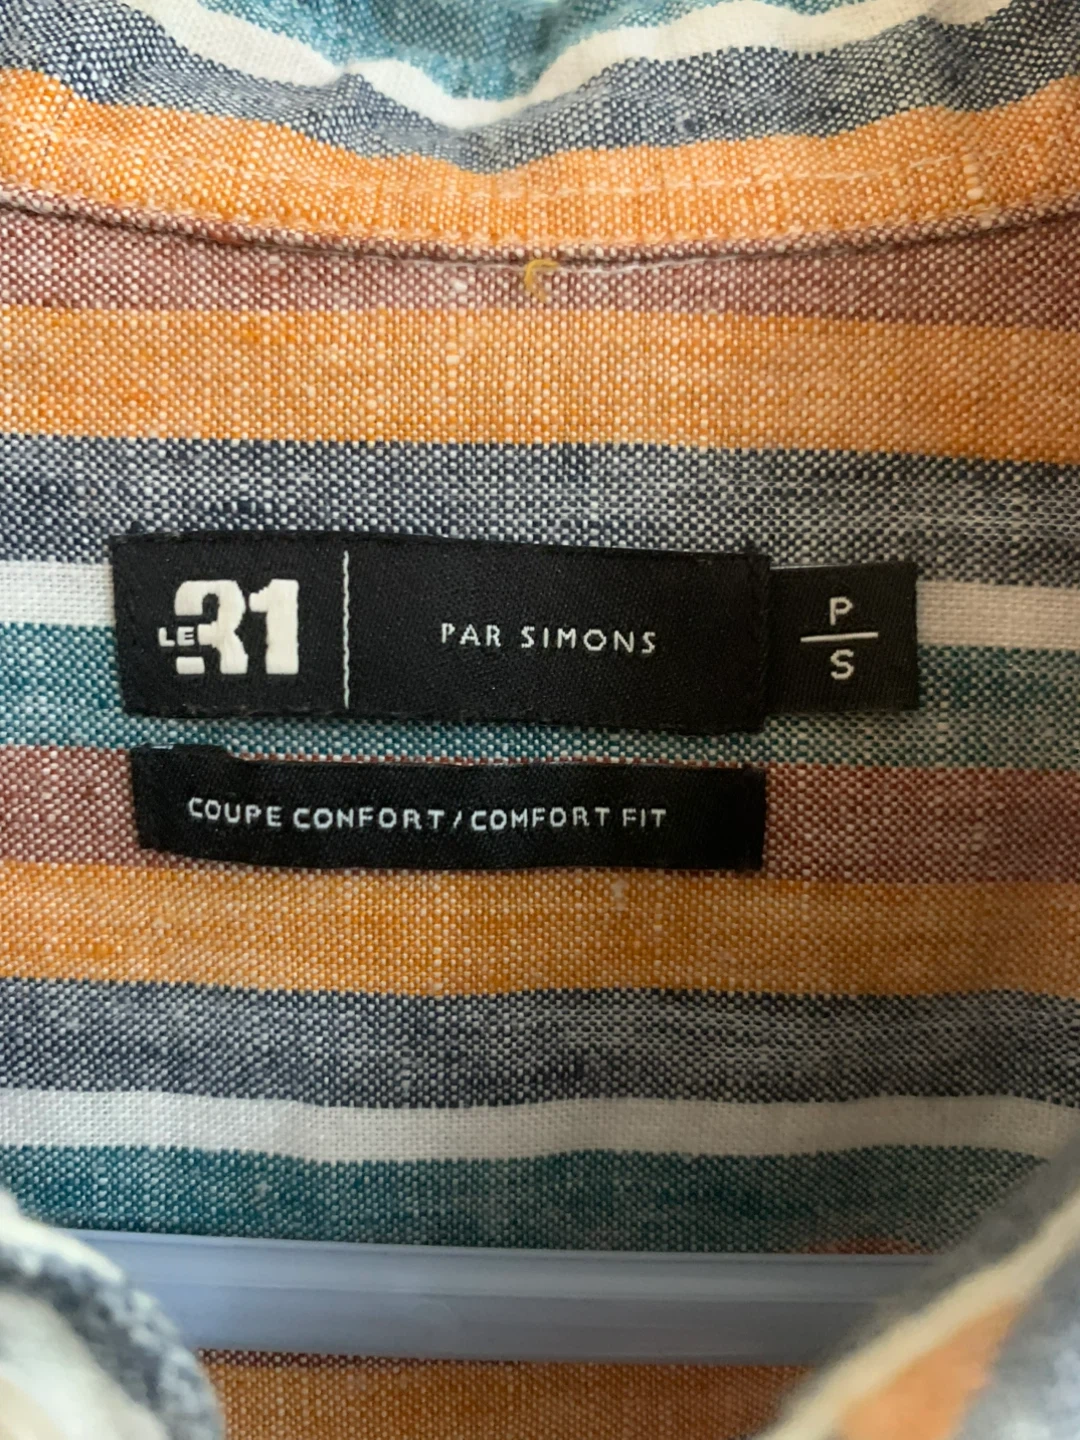 LE 31
PAR SIMONS
P
S
COUPE CONFORT/COMFORT FIT